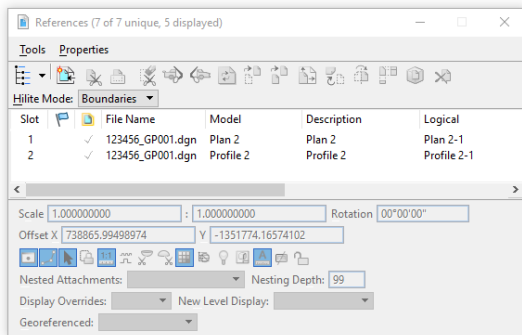 References (7 of 7 unique, 5 displayed)
Tools Properties
Hilite Mode: Boundaries
Slot File Name Model Description Logical
1 123456_GP001.dgn Plan 2 Plan 2 Plan 2-1
2 123456_GP001.dgn Profile 2 Profile 2 Profile 2-1
Scale 1.000000000 : 1.000000000 Rotation 00°00'00"
Offset X 738865.99498974 Y -1351774.16574102
1:1 A
Nested Attachments: Nesting Depth: 99
Display Overrides: New Level Display:
Georeferenced: